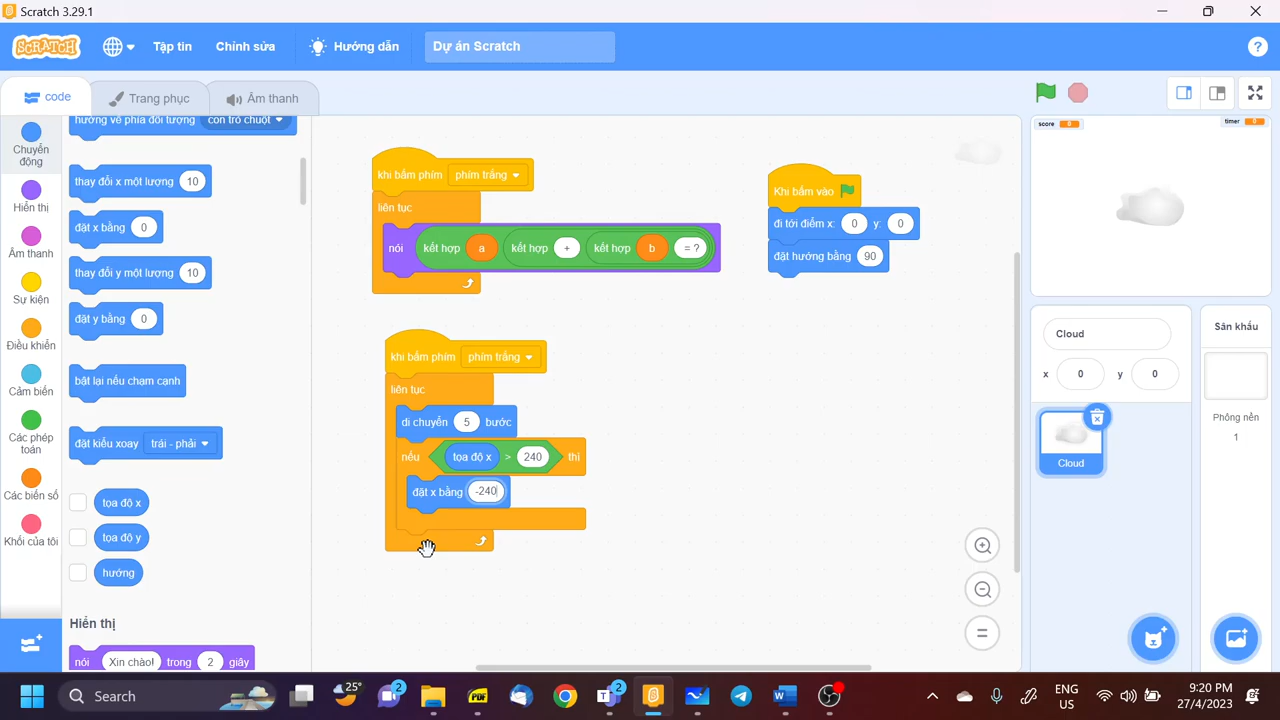 Scratch 3.29.1
SCRATCH
Tập tin
Chỉnh sửa
Hướng dẫn
Dự án Scratch
?
code
Trang phục
Âm thanh
Chuyển động
Hiển thị
Âm thanh
Sự kiện
Điều khiển
Cảm biến
Các phép toán
Các biến số
Khối của tôi
hướng về phía đối tượng con trỏ chuột
thay đổi x một lượng 10
đặt x bằng 0
thay đổi y một lượng 10
đặt y bằng 0
bật lại nếu chạm cạnh
đặt kiểu xoay trái - phải
tọa độ x
tọa độ y
hướng
Hiển thị
nói Xin chào! trong 2 giây
khi bấm phím phím trắng
liên tục
nói kết hợp a kết hợp + kết hợp b = ?
khi bấm phím phím trắng
liên tục
di chuyển 5 bước
nếu tọa độ x > 240 thì
đặt x bằng -240
Khi bấm vào
đi tới điểm x: 0 y: 0
đặt hướng bằng 90
score 0
timer 0
Cloud
x 0 y 0
Cloud
Sân khấu
Phông nền
1
Search
25°
2
PDF
2
ENG
US
9:20 PM
27/4/2023